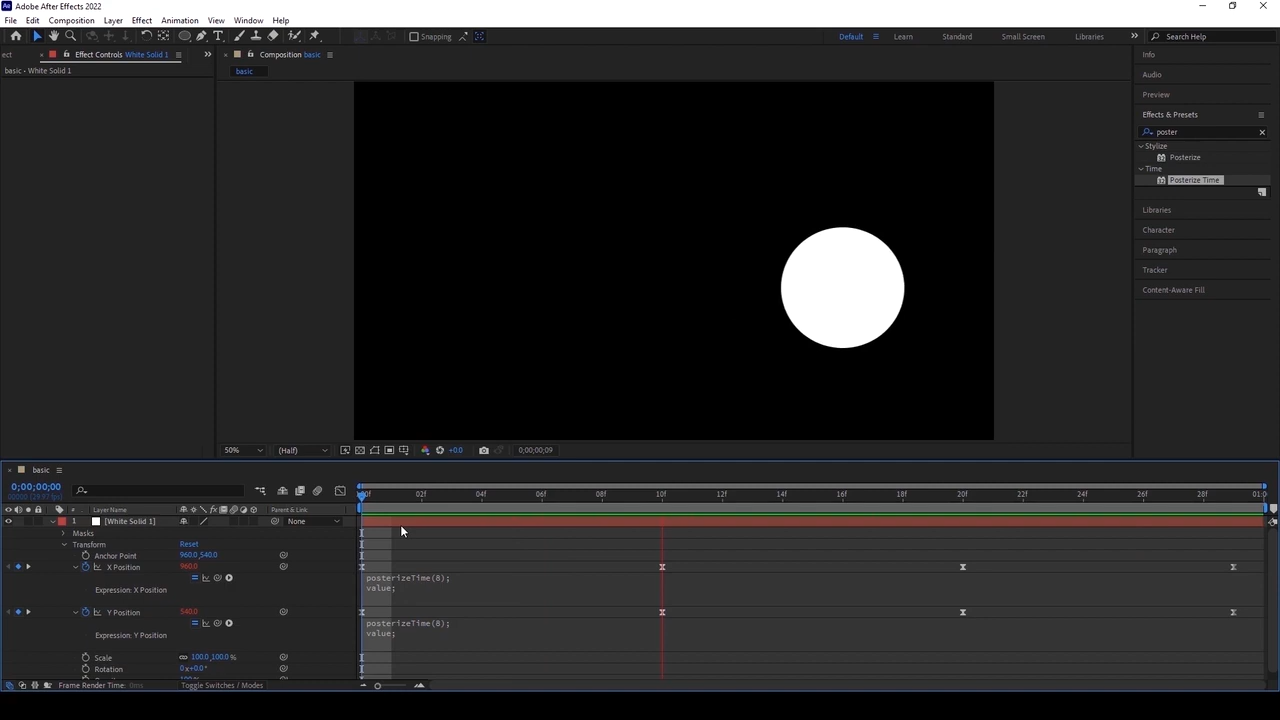 Adobe After Effects 2022
File Edit Composition Layer Effect Animation View Window Help
Snapping
Default Learn Standard Small Screen Libraries Search Help
ect Effect Controls White Solid 1
basic • White Solid 1
Composition basic
basic
Info
Audio
Preview
Effects & Presets
poster
Stylize
Posterize
Time
Posterize Time
Libraries
Character
Paragraph
Tracker
Content-Aware Fill
50% (Half) +0.0 0;00;00;09
basic
0;00;00;00
00000 (29.97 fps)
:00f 02f 04f 06f 08f 10f 12f 14f 16f 18f 20f 22f 24f 26f 28f 01:0
# Layer Name Parent & Link
1 [White Solid 1] None
Masks
Transform Reset
Anchor Point 960.0,540.0
X Position 960.0
posterizeTime(8);
value;
Expression: X Position
Y Position 540.0
posterizeTime(8);
value;
Expression: Y Position
Scale 100.0,100.0%
Rotation 0x+0.0°
Frame Render Time: 0ms Toggle Switches / Modes